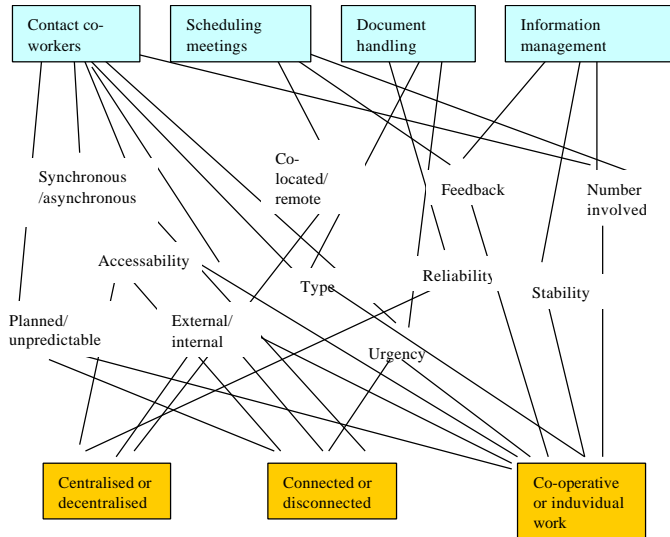 Contact co-
workers
Scheduling
meetings
Document
handling
Information
management
Synchronous
/asynchronous
Co-
located/
remote
Feedback
Number
involved
Accessability
Type
Reliability
Stability
Planned/
unpredictable
External/
internal
Urgency
Centralised or
decentralised
Connected or
disconnected
Co-operative
or induvidual
work